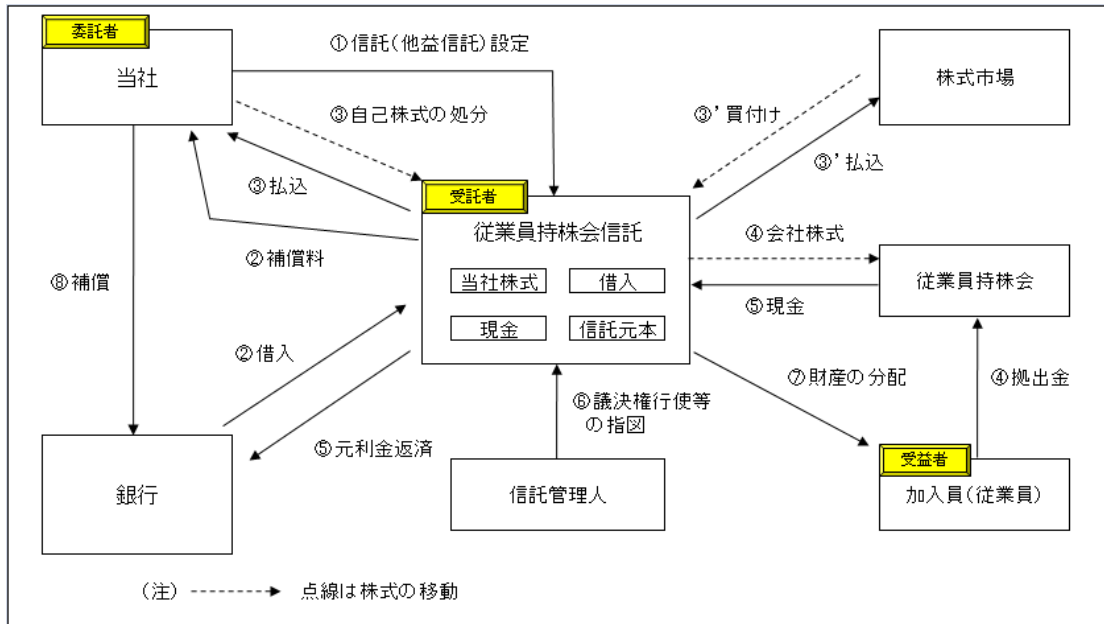 委託者
当社
①信託(他益信託)設定
株式市場
③自己株式の処分
③'買付け
③払込
③'払込
受託者
従業員持株会信託
④会社株式
②補償料
⑧補償
当社株式
借入
従業員持株会
⑤現金
現金
信託元本
②借入
⑦財産の分配
④拠出金
⑥議決権行使等
の指図
⑤元利金返済
受益者
銀行
信託管理人
加入員(従業員)
(注)
点線は株式の移動